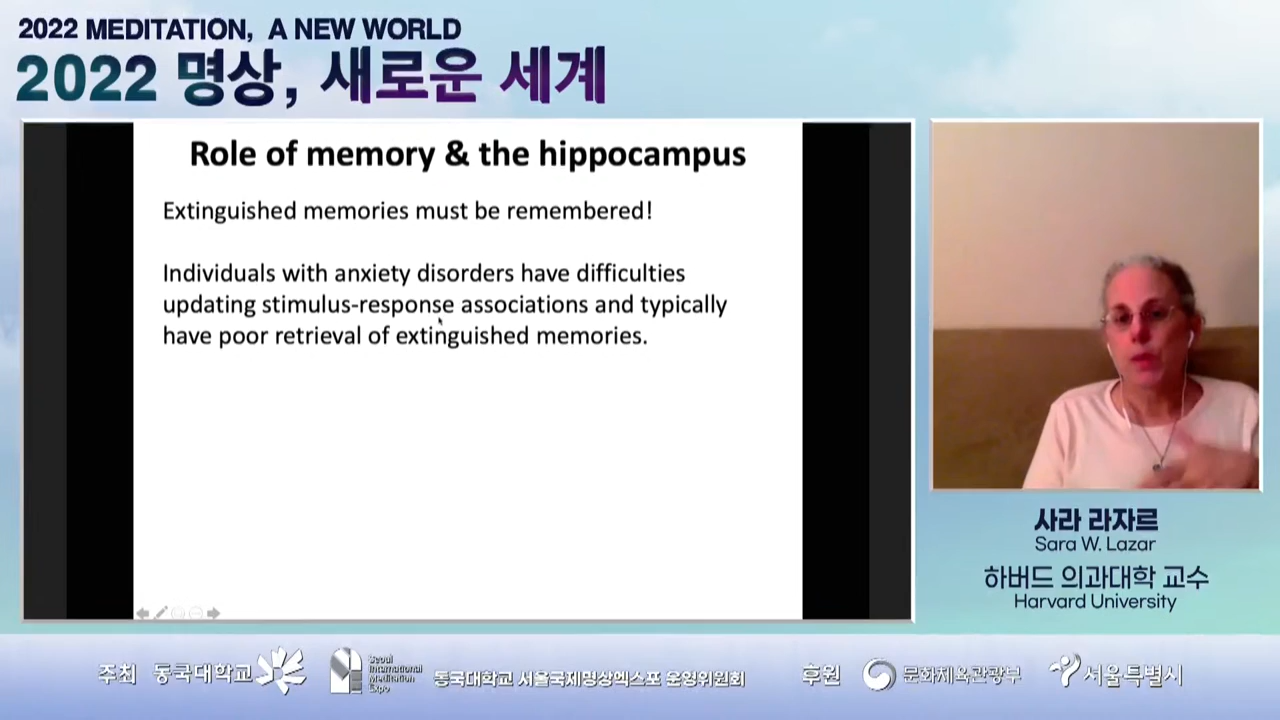 2022 MEDITATION, A NEW WORLD
2022 명상, 새로운 세계
Role of memory & the hippocampus
Extinguished memories must be remembered!
Individuals with anxiety disorders have difficulties
updating stimulus-response associations and typically
have poor retrieval of extinguished memories.
사라 라자르
Sara W. Lazar
하버드 의과대학 교수
Harvard University
주최 동국대학교
Seoul
International
Meditation
Expo
동국대학교 서울국제명상엑스포 운영위원회
후원 문화체육관광부 서울특별시